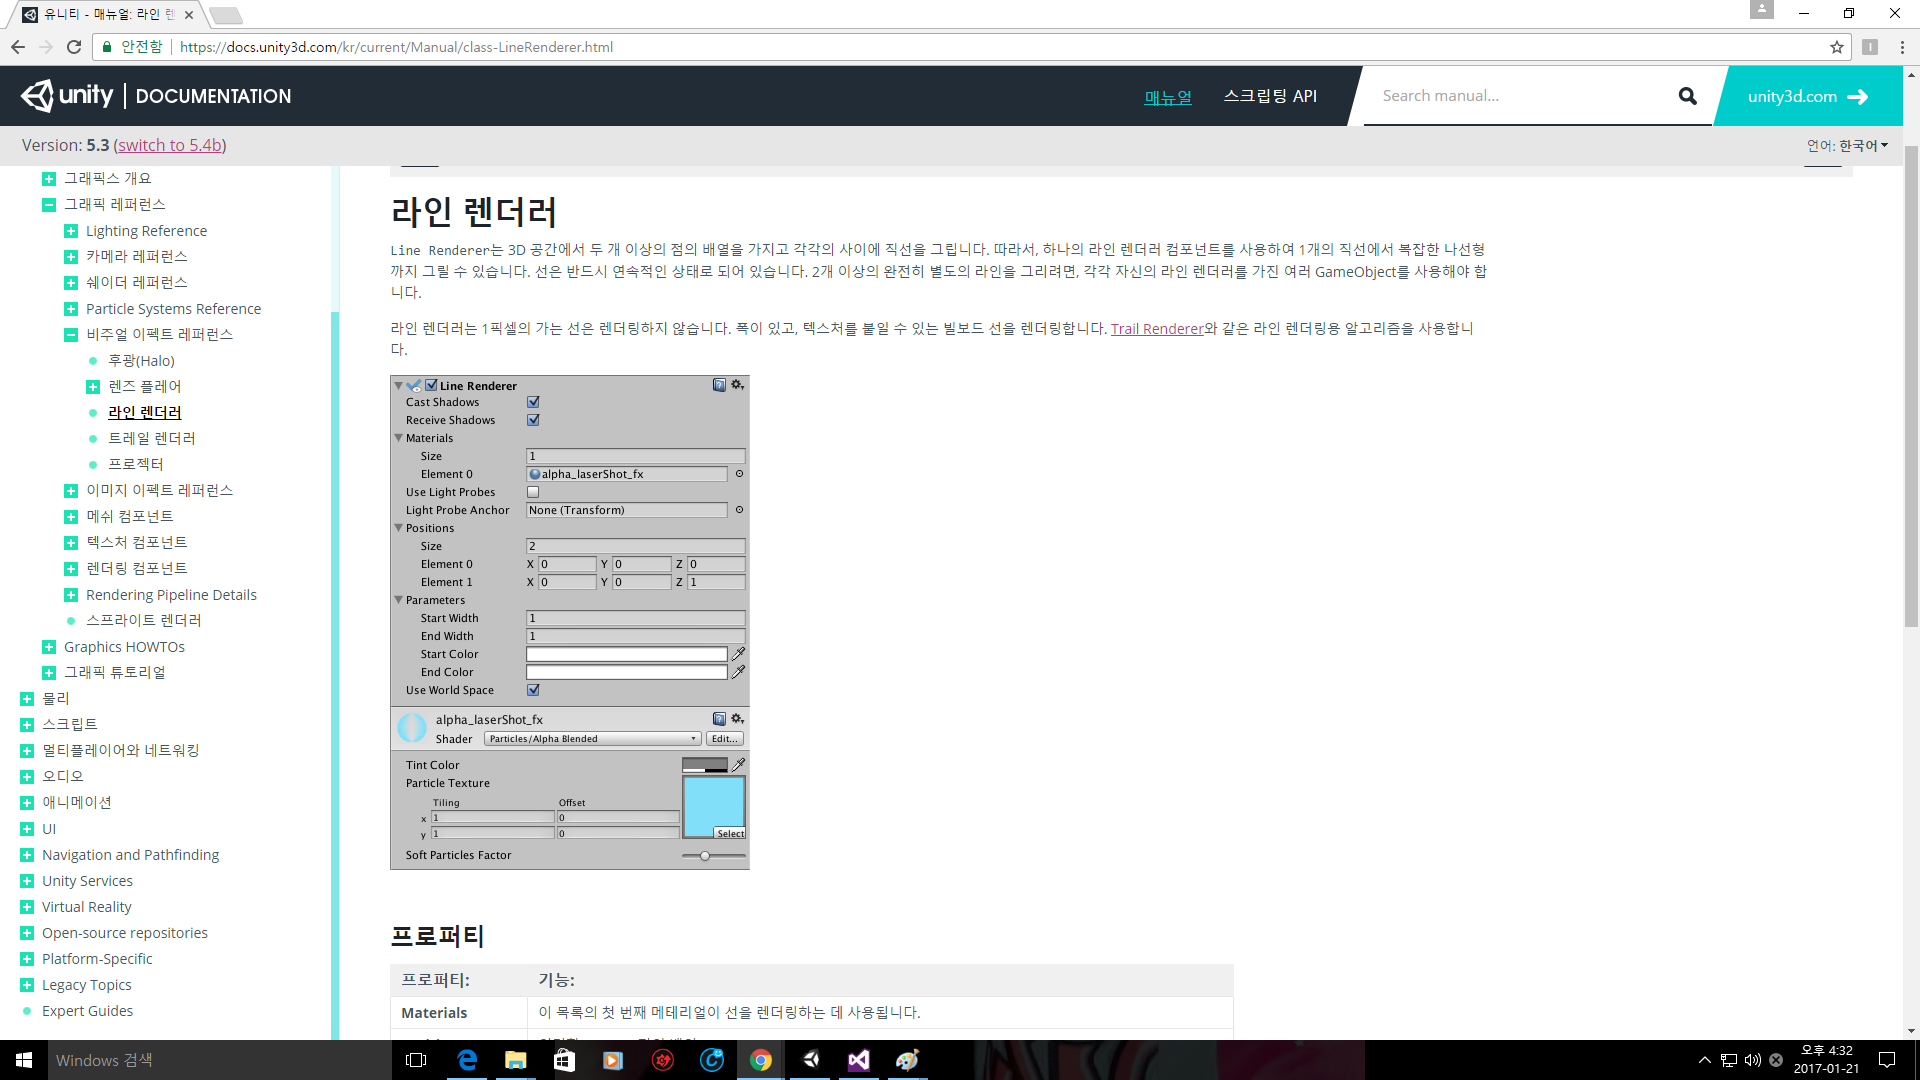 유니티 - 매뉴얼: 라인 렌
안전함
https://docs.unity3d.com/kr/current/Manual/class-LineRenderer.html
unity DOCUMENTATION
매뉴얼
스크립팅 API
Search manual...
unity3d.com
Version: 5.3 (switch to 5.4b)
언어: 한국어
그래픽스 개요
그래픽 레퍼런스
Lighting Reference
카메라 레퍼런스
쉐이더 레퍼런스
Particle Systems Reference
비주얼 이펙트 레퍼런스
후광(Halo)
렌즈 플레어
라인 렌더러
트레일 렌더러
프로젝터
이미지 이펙트 레퍼런스
메쉬 컴포넌트
텍스처 컴포넌트
렌더링 컴포넌트
Rendering Pipeline Details
스프라이트 렌더러
Graphics HOWTOs
그래픽 튜토리얼
물리
스크립트
멀티플레이어와 네트워킹
오디오
애니메이션
UI
Navigation and Pathfinding
Unity Services
Virtual Reality
Open-source repositories
Platform-Specific
Legacy Topics
Expert Guides
라인 렌더러
Line Renderer는 3D 공간에서 두 개 이상의 점의 배열을 가지고 각각의 사이에 직선을 그립니다. 따라서, 하나의 라인 렌더러 컴포넌트를 사용하여 1개의 직선에서 복잡한 나선형
까지 그릴 수 있습니다. 선은 반드시 연속적인 상태로 되어 있습니다. 2개 이상의 완전히 별도의 라인을 그리려면, 각각 자신의 라인 렌더러를 가진 여러 GameObject를 사용해야 합
니다.
라인 렌더러는 1픽셀의 가는 선은 렌더링하지 않습니다. 폭이 있고, 텍스처를 붙일 수 있는 빌보드 선을 렌더링합니다. Trail Renderer와 같은 라인 렌더링용 알고리즘을 사용합니
다.
Line Renderer
Cast Shadows
Receive Shadows
Materials
Size 1
Element 0 alpha_laserShot_fx
Use Light Probes
Light Probe Anchor None (Transform)
Positions
Size 2
Element 0 X 0 Y 0 Z 0
Element 1 X 0 Y 0 Z 1
Parameters
Start Width 1
End Width 1
Start Color
End Color
Use World Space
alpha_laserShot_fx
Shader Particles/Alpha Blended Edit...
Tint Color
Particle Texture
Tiling Offset
x 1 0
y 1 0
Select
Soft Particles Factor
프로퍼티
프로퍼티: 기능:
Materials 이 목록의 첫 번째 메테리얼이 선을 렌더링하는 데 사용됩니다.
Windows 검색
오후 4:32
2017-01-21